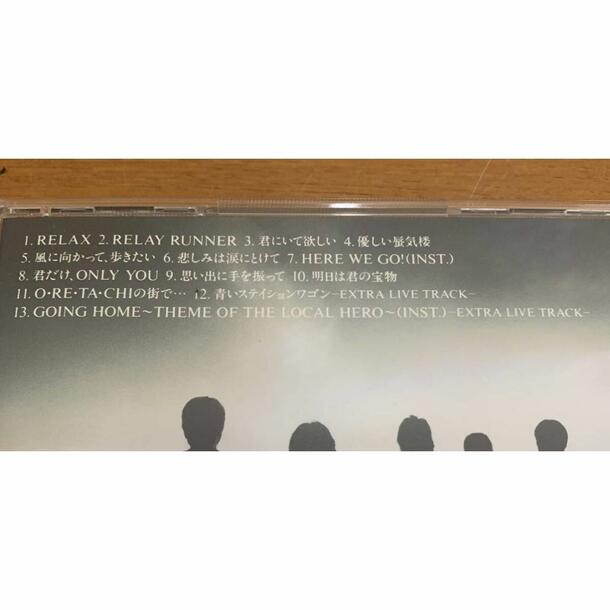 1. RELAX 2. RELAY RUNNER 3. 君にいて欲しい 4. 優しい蜃気楼
5. 風に向かって、歩きたい 6. 悲しみは涙にとけて 7. HERE WE GO!(INST.)
8. 君だけ、ONLY YOU 9. 思い出に手を振って 10. 明日は君の宝物
11. O・RE・TA・CHIの街で… 12. 青いステイションワゴン−EXTRA LIVE TRACK−
13. GOING HOME〜THEME OF THE LOCAL HERO〜(INST.)−EXTRA LIVE TRACK−